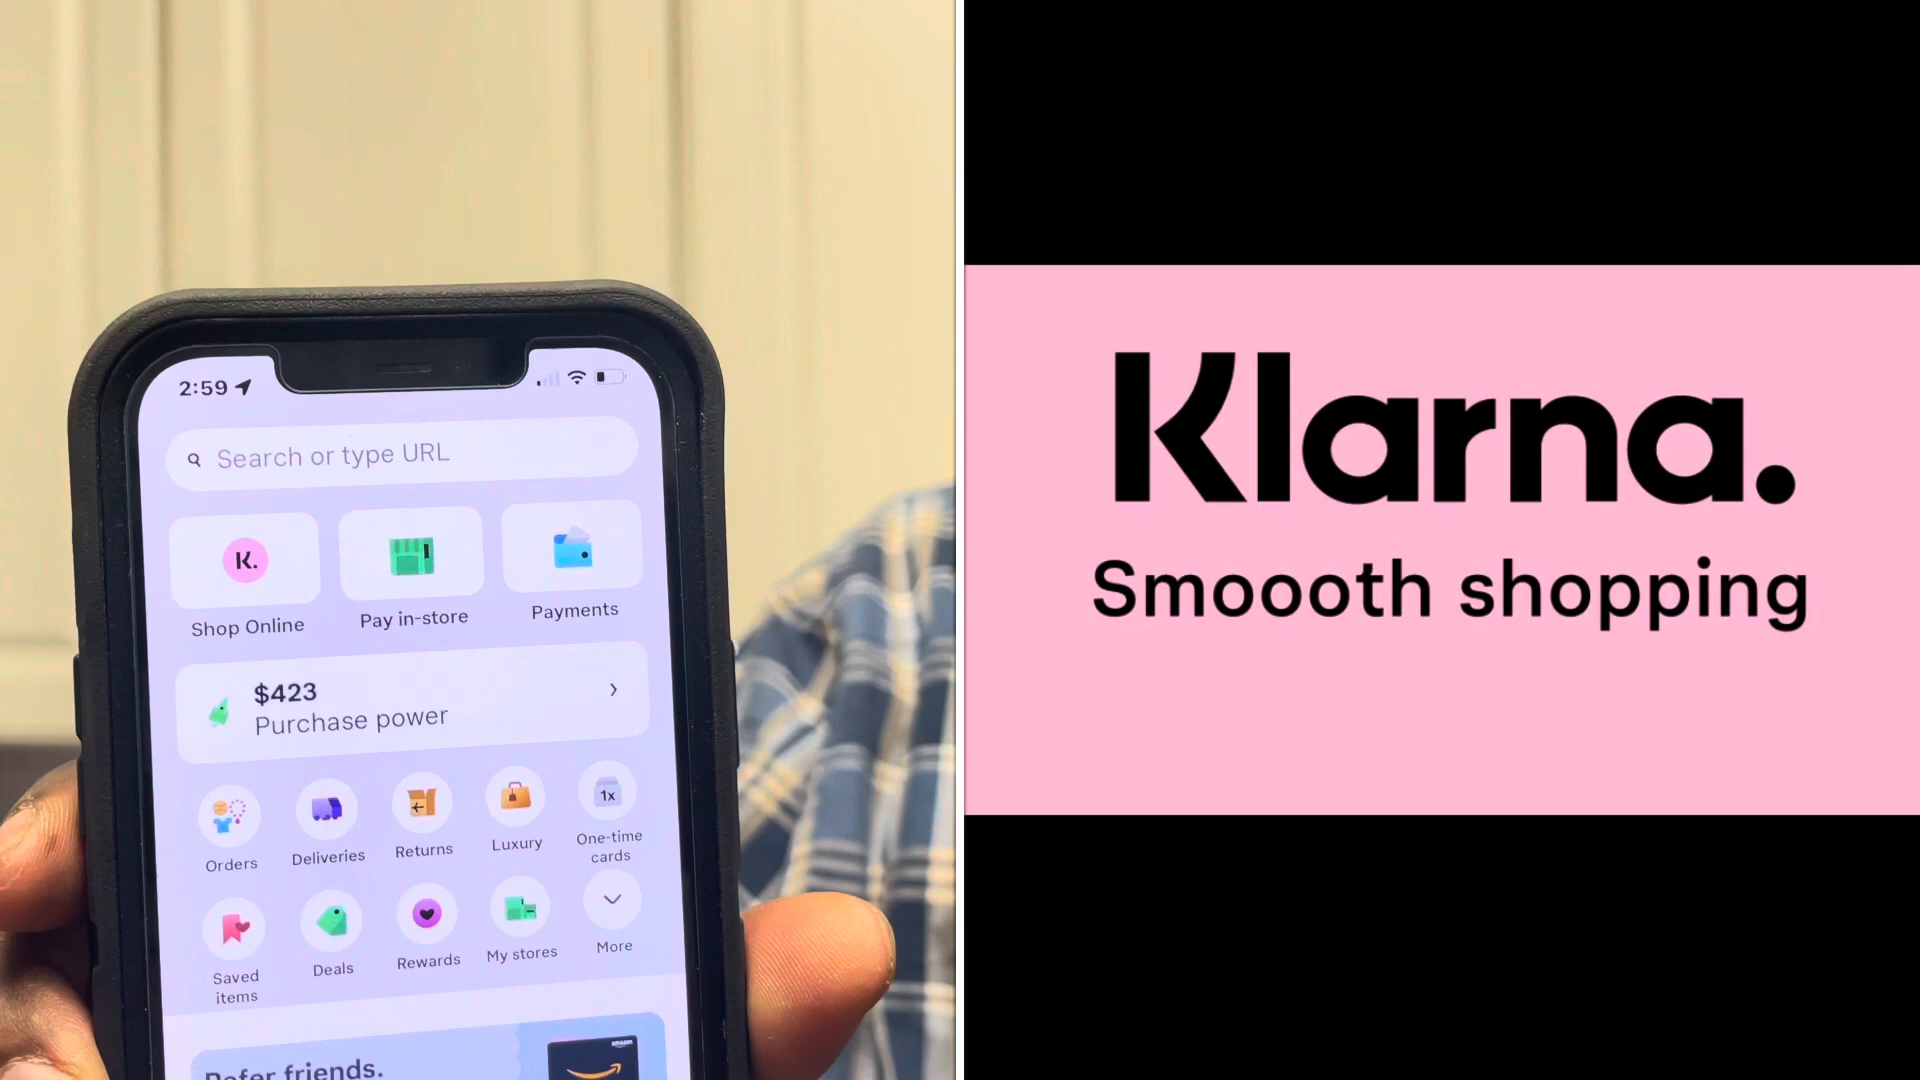 2:59
Search or type URL
K.
Shop Online
Pay in-store
Payments
$423
Purchase power
1x
Orders
Deliveries
Returns
Luxury
One-time
cards
Saved
items
Deals
Rewards
My stores
More
Refer friends.
amazon
Klarna.
Smoooth shopping